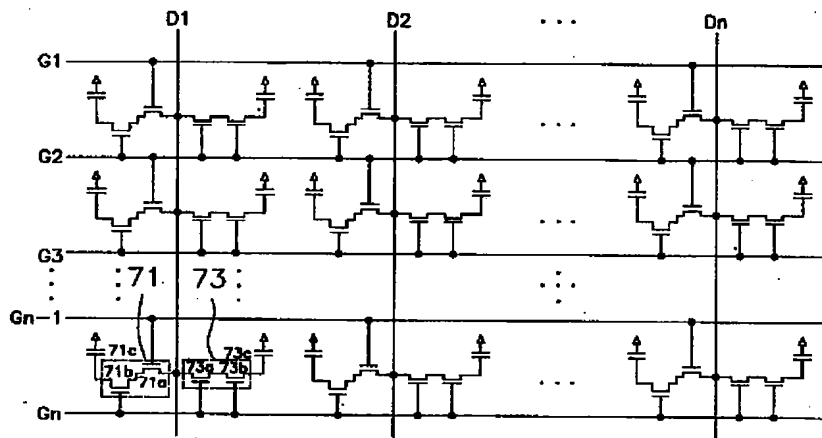 D1 D2 ... Dn
G1
...
G2
...
G3
71 73
Gn-1
71c 73c
71b 71a 73a 73b
...
Gn